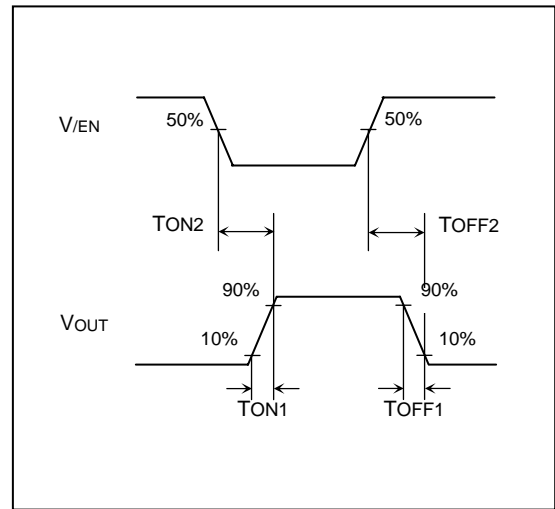 50% 50%
V/EN
TON2 TOFF2
90% 90%
VOUT
10% 10%
TON1 TOFF1